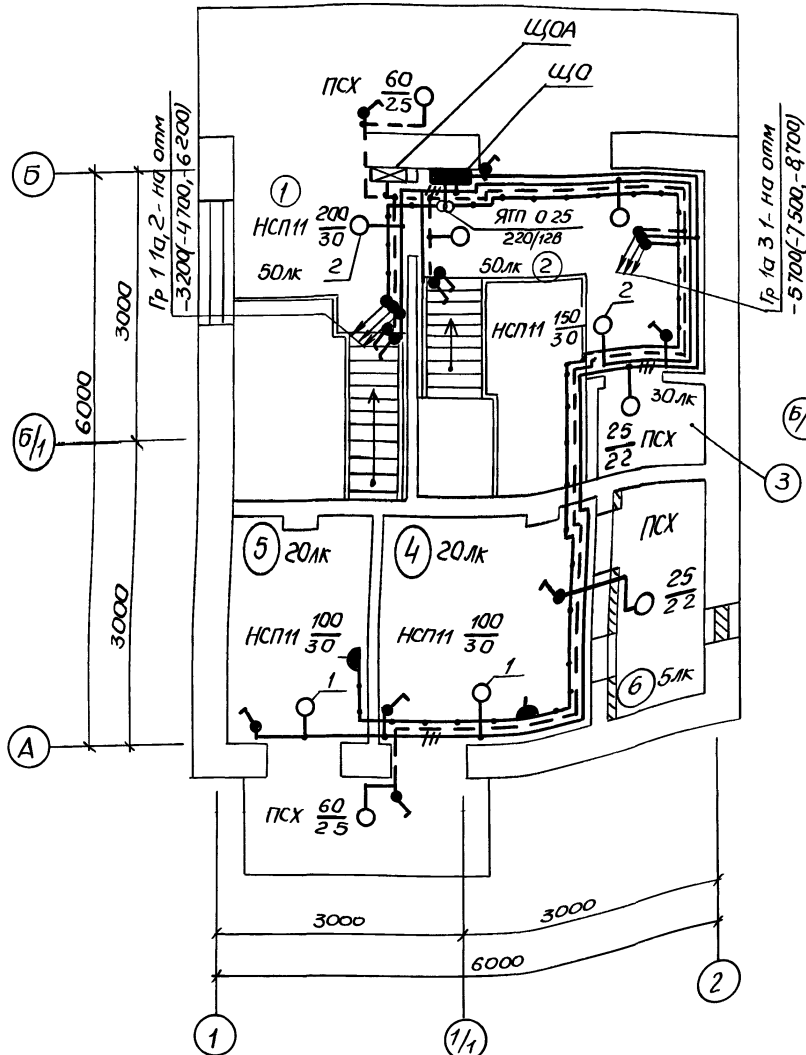 ЩОА
ЩО
ПСХ 60/25
Гр 1 1а, 2 - на отм
-3200(-4700,-6200)
Гр 1а 3 1- на отм
-5700(-7500,-8700)
Б
1
НСП11 200/30
50лк
2
ЯТП 0 25
220/12В
50лк
2
НСП11 150/30
2
30лк
25/22 ПСХ
3
Б/1
Б/
6000
3000
3000
5
20лк
4
20лк
ПСХ
25/22
НСП11 100/30
НСП11 100/30
1
1
6
5лк
А
ПСХ 60/25
3000
3000
6000
1
1/1
2